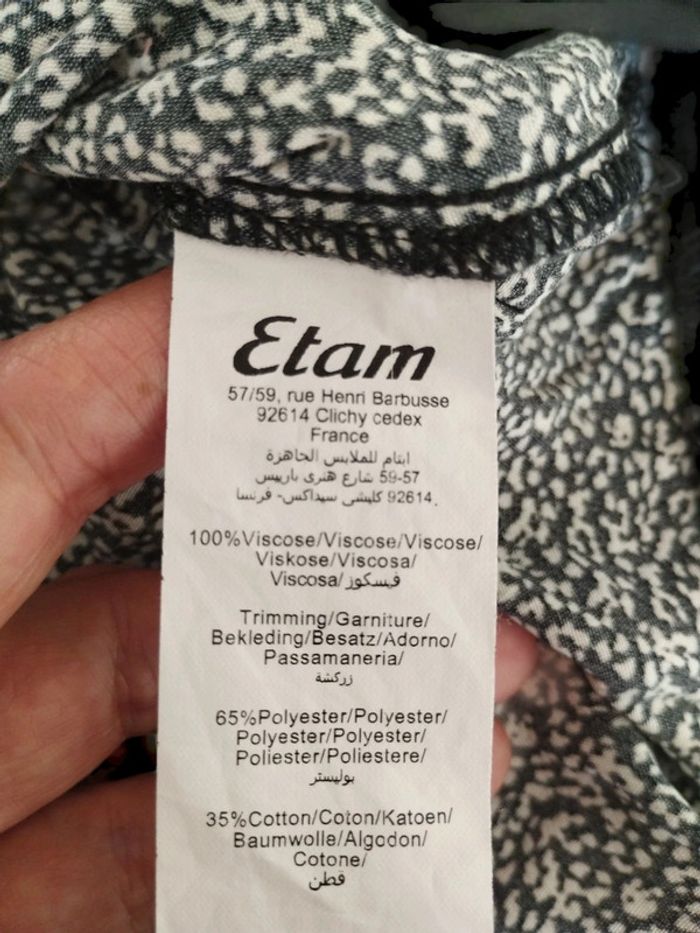 Etam
57/59, rue Henri Barbusse
92614 Clichy cedex
France
ايتام للملابس الجاهزة
59-57 شارع هنرى باربيس
92614 كليشى سيداكس- فرنسا.
100%Viscose/Viscose/Viscose/
Viskose/Viscosa/
Viscosa/فيسكوز
Trimming/Garniture/
Bekleding/Besatz/Adorno/
Passamaneria/
زركشة
65%Polyester/Polyester/
Polyester/Polyester/
Poliester/Poliestere/
بوليستر
35%Cotton/Coton/Katoen/
Baumwolle/Algodon/
Cotone/
قطن